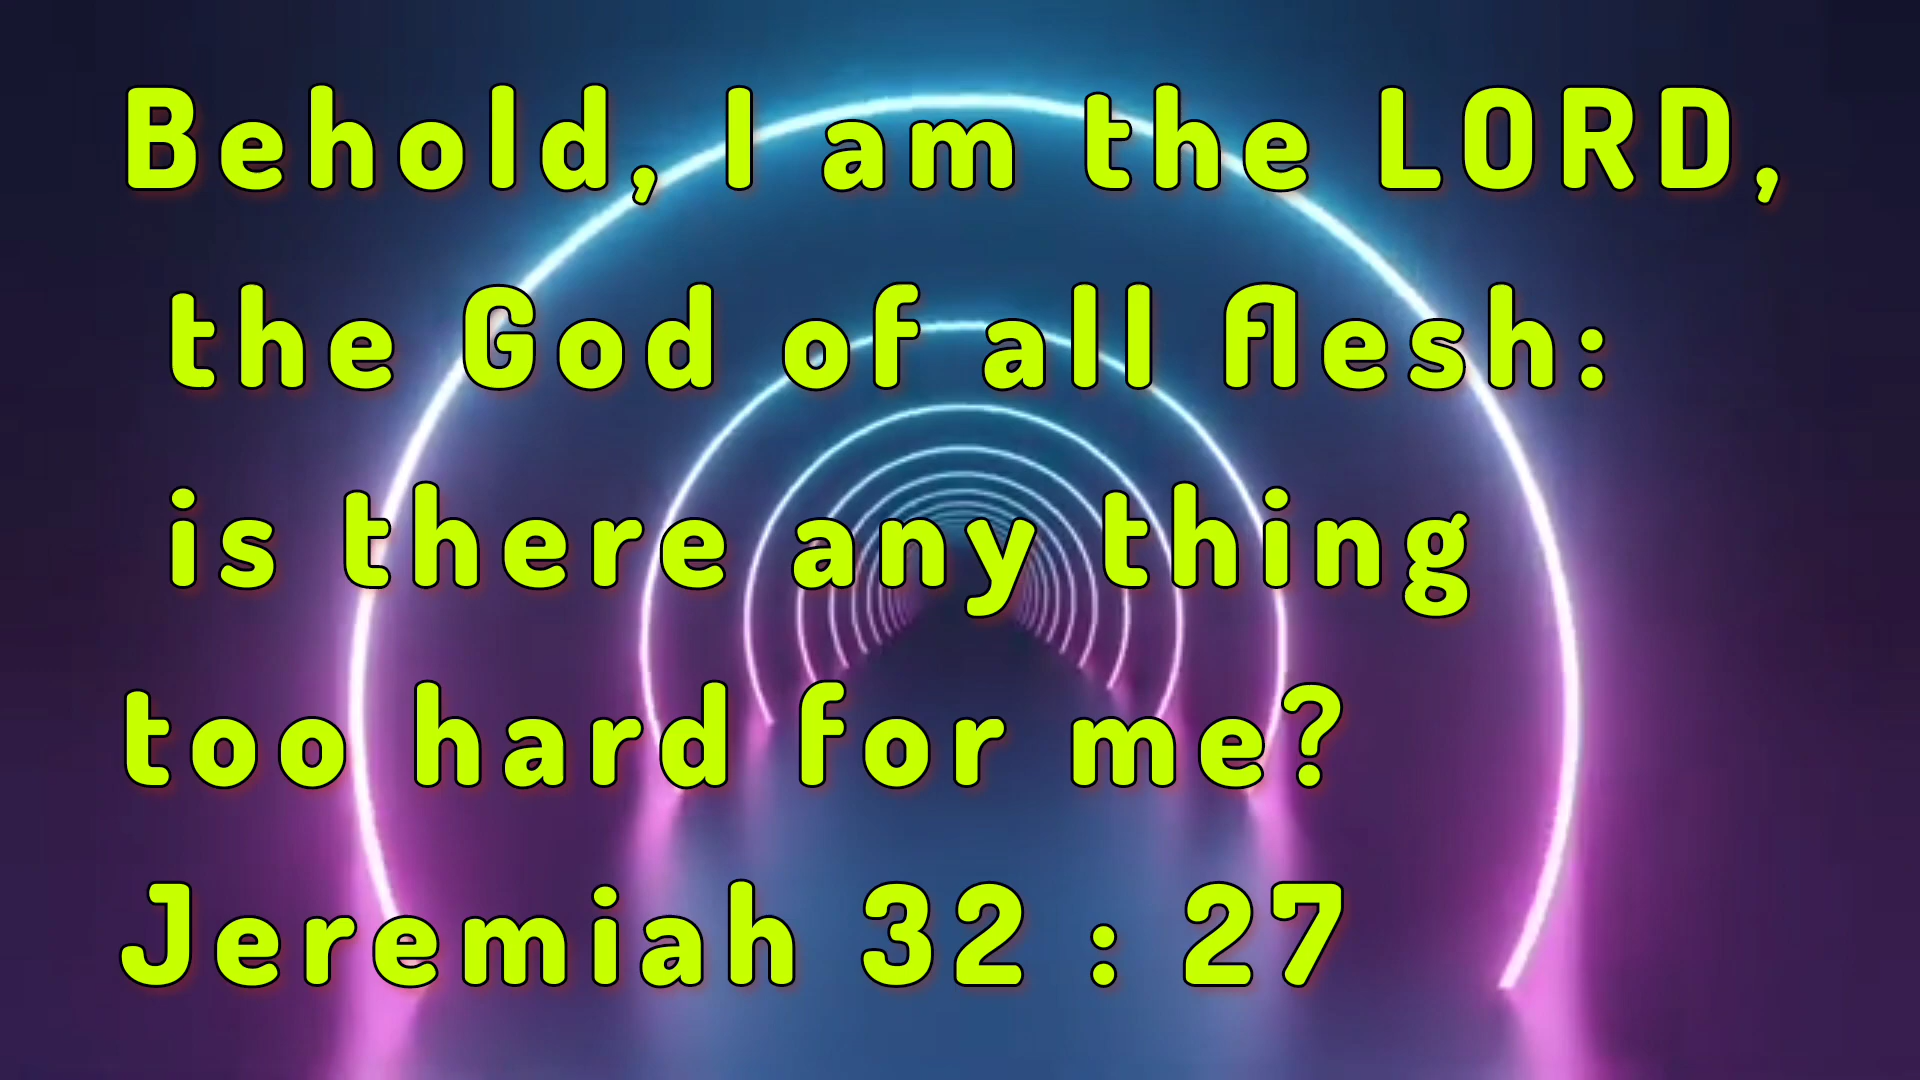 Behold, I am the LORD,
the God of all flesh:
is there any thing
too hard for me?
Jeremiah 32 : 27